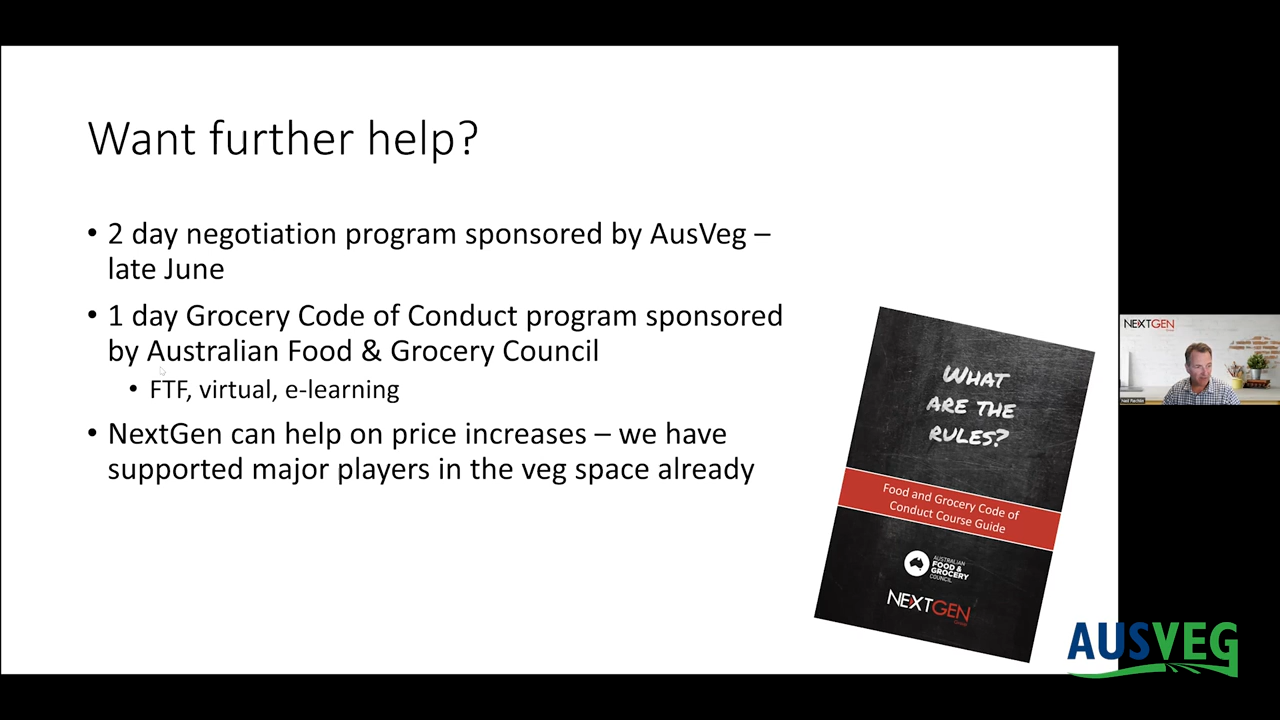 Want further help?
• 2 day negotiation program sponsored by AusVeg –
late June
• 1 day Grocery Code of Conduct program sponsored
by Australian Food & Grocery Council
• FTF, virtual, e-learning
• NextGen can help on price increases – we have
supported major players in the veg space already
WHAT
ARE THE
RULES?
Food and Grocery Code of
Conduct Course Guide
AUSTRALIAN
FOOD &
GROCERY
COUNCIL
NEXTGEN
Group
NEXTGEN
AUSVEG